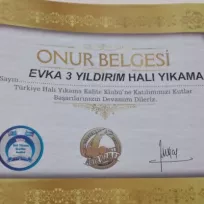 ONUR BELGESİ
Sayın: EVKA 3 YILDIRIM HALI YIKAMA
Türkiye Halı Yıkama Kalite Kulübü'ne Katılımınızı Kutlar
Başarılarınızın Devamını Dileriz.